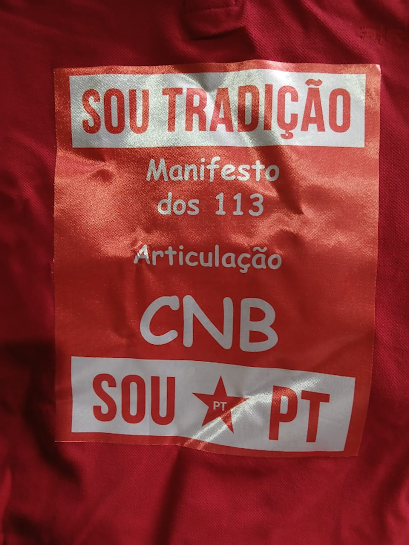 SOU TRADIÇÃO
Manifesto
dos 113
Articulação
CNB
SOU PT PT